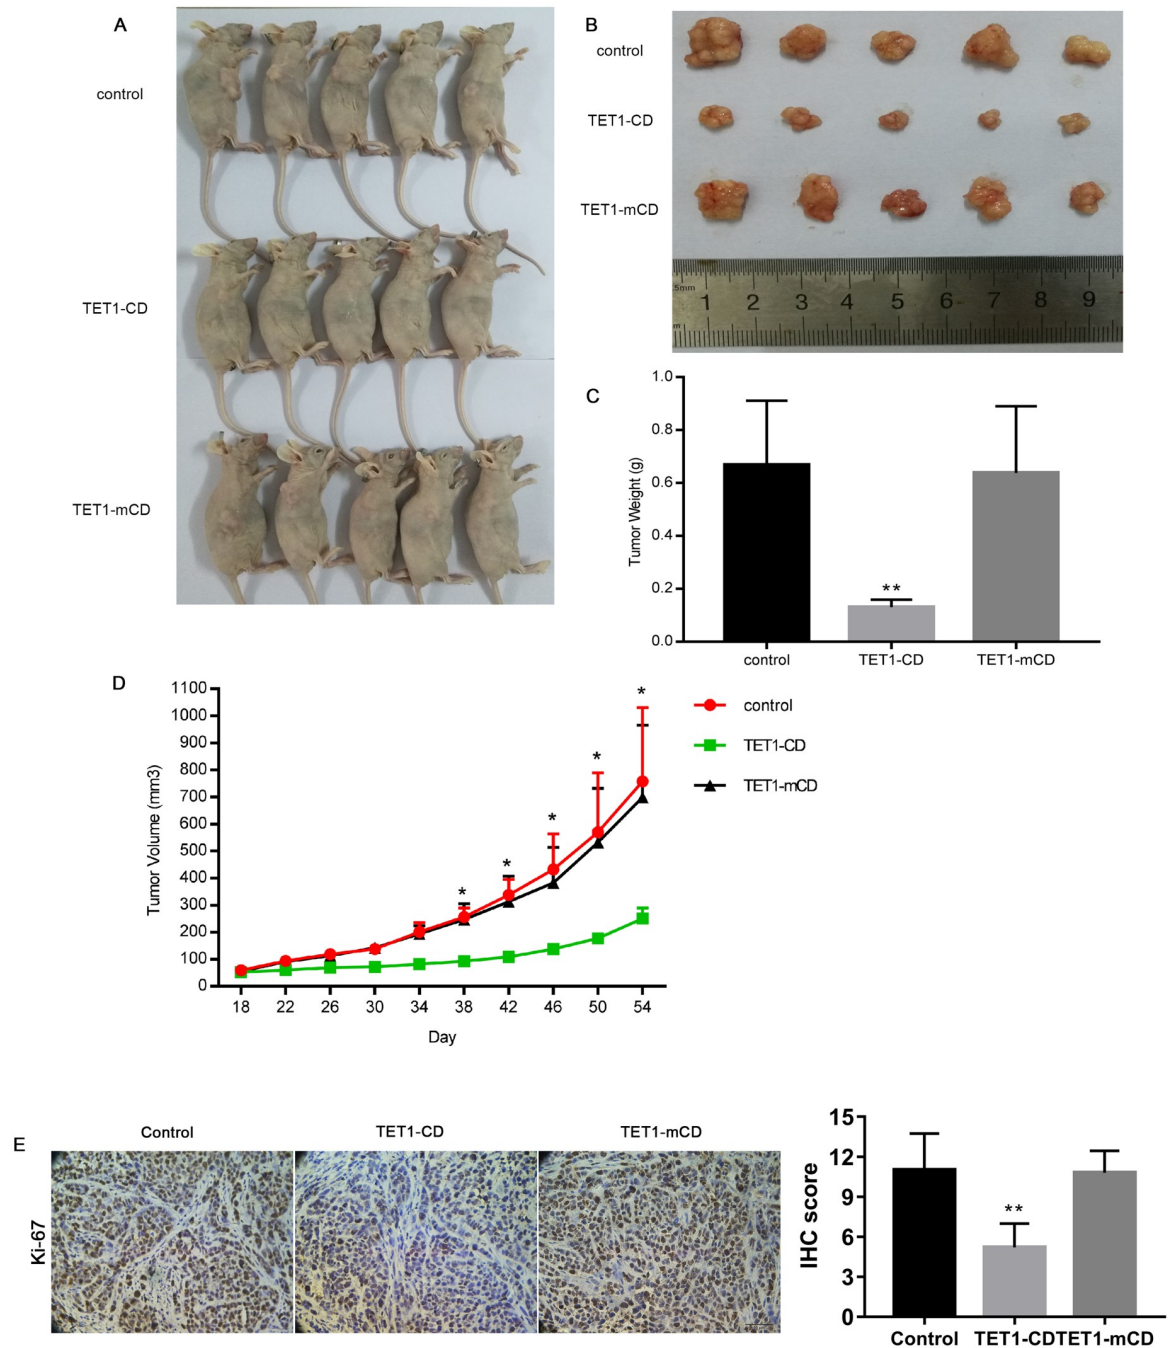 A
control
TET1-CD
TET1-mCD
B
control
TET1-CD
TET1-mCD
.5mm
1 2 3 4 5 6 7 8 9
C
Tumor Weight (g)
1.0
0.8
0.6
0.4
0.2
0.0
**
control TET1-CD TET1-mCD
D
Tumor Volume (mm3)
1100
1000
900
800
700
600
500
400
300
200
100
0
* * * * *
18 22 26 30 34 38 42 46 50 54
Day
control
TET1-CD
TET1-mCD
E
Control TET1-CD TET1-mCD
Ki-67
IHC score
15
12
9
6
3
0
**
Control TET1-CD TET1-mCD